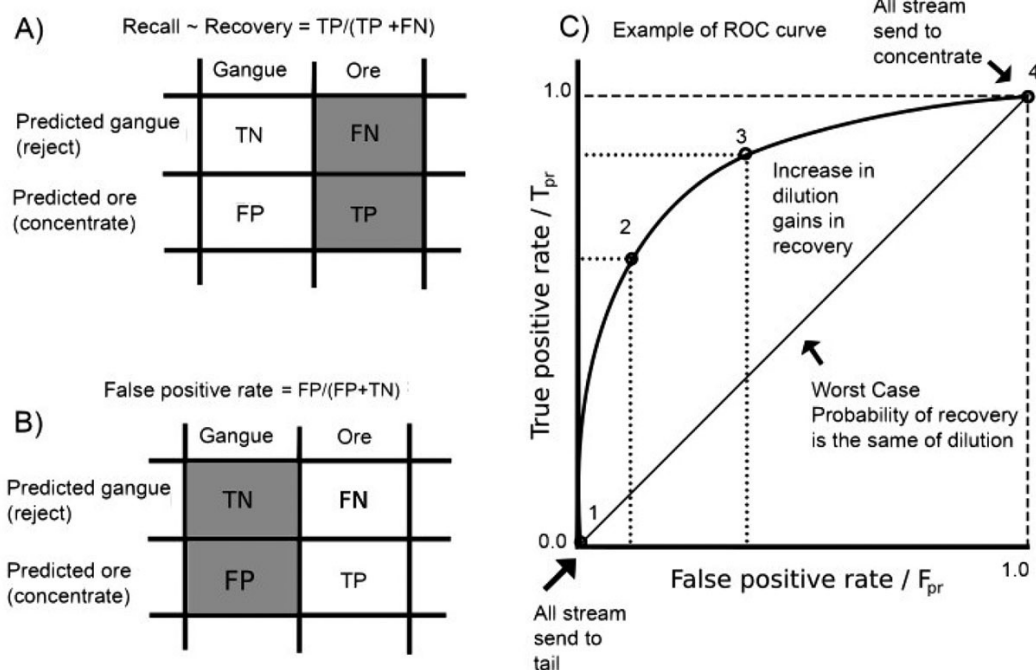 A)
Recall ~ Recovery = TP/(TP +FN)
Gangue Ore
Predicted gangue
(reject)
TN FN
Predicted ore
(concentrate)
FP TP
False positive rate = FP/(FP+TN)
B)
Gangue Ore
Predicted gangue
(reject)
TN FN
Predicted ore
(concentrate)
FP TP
C)
Example of ROC curve
All stream
send to
concentrate
4
1.0
3
Increase in
dilution
gains in
recovery
2
True positive rate / Tpr
Worst Case
Probability of recovery
is the same of dilution
1
0.0
1.0
False positive rate / Fpr
All stream
send to
tail